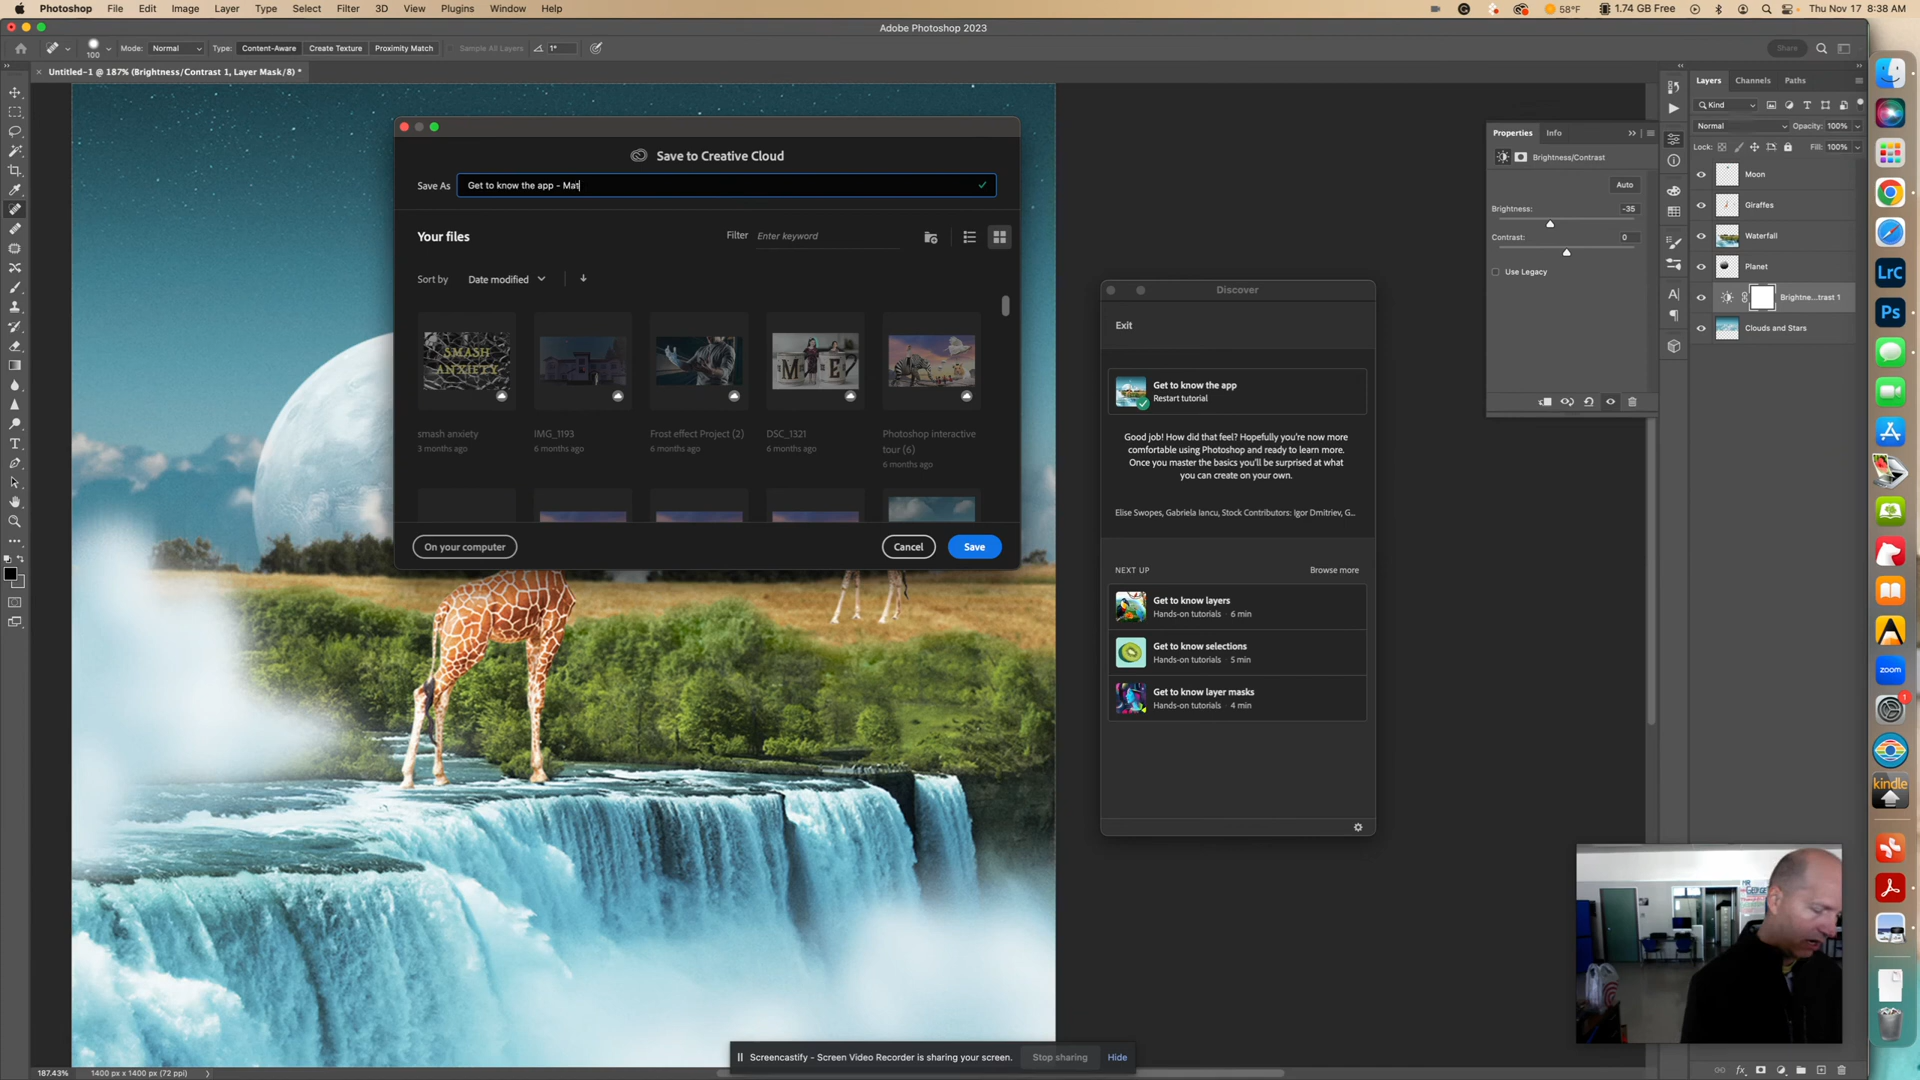 Photoshop File Edit Image Layer Type Select Filter 3D View Plugins Window Help
58°F 1.74 GB Free Thu Nov 17 8:38 AM
Adobe Photoshop 2023
100 Mode: Normal Type: Content-Aware Create Texture Proximity Match Sample All Layers 1° Share
Untitled-1 @ 187% (Brightness/Contrast 1, Layer Mask/8) *
Save to Creative Cloud
Save As Get to know the app - Mat
Your files Filter Enter keyword
Sort by Date modified
SMASH
ANXIETY
M E?
smash anxiety IMG_1193 Frost effect Project (2) DSC_1321 Photoshop interactive
tour (6)
3 months ago 6 months ago 6 months ago 6 months ago 6 months ago
On your computer Cancel Save
Discover
Exit
Get to know the app
Restart tutorial
Good job! How did that feel? Hopefully you're now more
comfortable using Photoshop and ready to learn more.
Once you master the basics you'll be surprised at what
you can create on your own.
Elise Swopes, Gabriela Iancu, Stock Contributors: Igor Dmitriev, G...
NEXT UP Browse more
Get to know layers
Hands-on tutorials · 6 min
Get to know selections
Hands-on tutorials · 5 min
Get to know layer masks
Hands-on tutorials · 4 min
Properties Info
Brightness/Contrast
Auto
Brightness: -35
Contrast: 0
Use Legacy
Layers Channels Paths
Kind
Normal Opacity: 100%
Lock: Fill: 100%
Moon
Giraffes
Waterfall
Planet
Brightne...trast 1
Clouds and Stars
LrC
Ps
zoom
1
kindle
MR
Screencastify - Screen Video Recorder is sharing your screen. Stop sharing Hide
187.43% 1400 px x 1400 px (72 ppi)